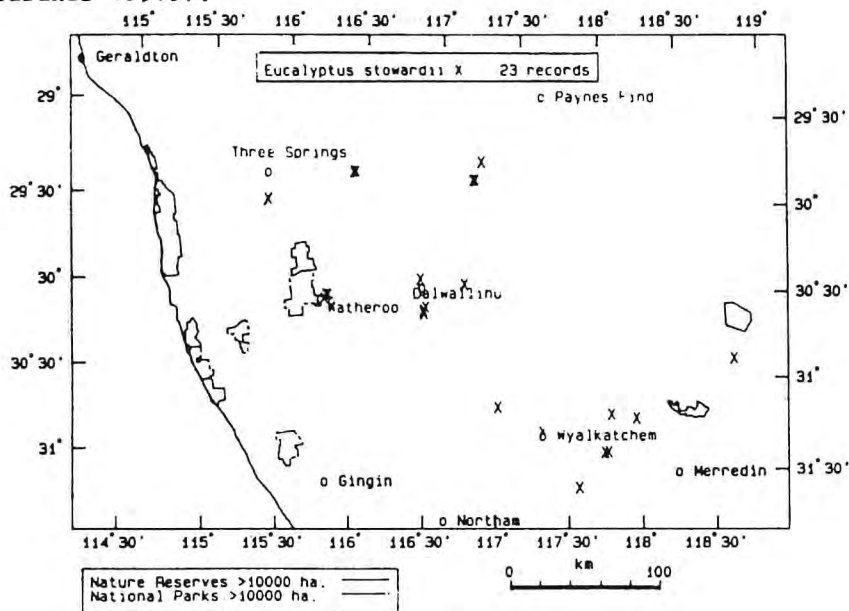 115° 115°30' 116° 116°30' 117° 117°30' 118° 118°30' 119°
Geraldton
Eucalyptus stowardii X 23 records
29°
Paynes Find
29°30'
Three Springs
29°30'
30°
30°
Dalwallinu
Watheroo
30°30'
30°30'
31°
31°
Wyalkatchem
Gingin
Merredin
31°30'
Northam
114°30' 115° 115°30' 116° 116°30' 117° 117°30' 118° 118°30'
km
Nature Reserves >10000 ha.
National Parks >10000 ha.
0 100